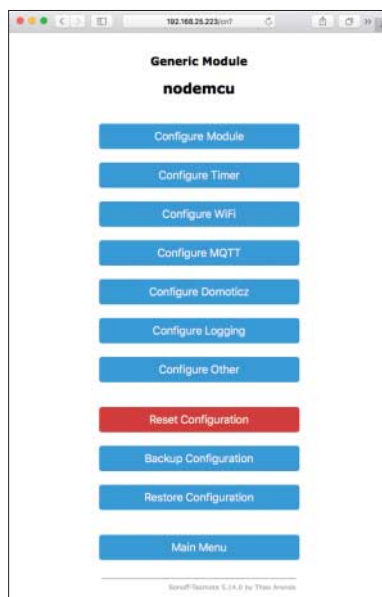 192.168.25.223/cn?
Generic Module
nodemcu
Configure Module
Configure Timer
Configure WiFi
Configure MQTT
Configure Domoticz
Configure Logging
Configure Other
Reset Configuration
Backup Configuration
Restore Configuration
Main Menu
Sonoff-Tasmota 5.14.0 by Theo Arends